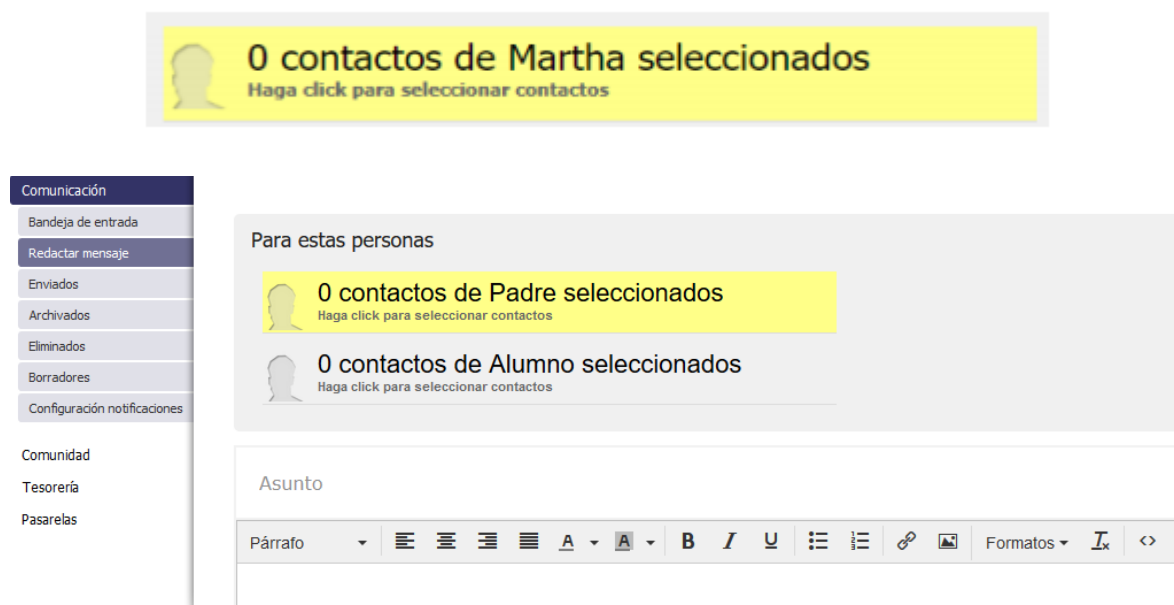 0 contactos de Martha seleccionados
Haga click para seleccionar contactos
Comunicación
Bandeja de entrada
Redactar mensaje
Enviados
Archivados
Eliminados
Borradores
Configuración notificaciones
Comunidad
Tesorería
Pasarelas
Para estas personas
0 contactos de Padre seleccionados
Haga click para seleccionar contactos
0 contactos de Alumno seleccionados
Haga click para seleccionar contactos
Asunto
Párrafo A A B I U Formatos Tx <>